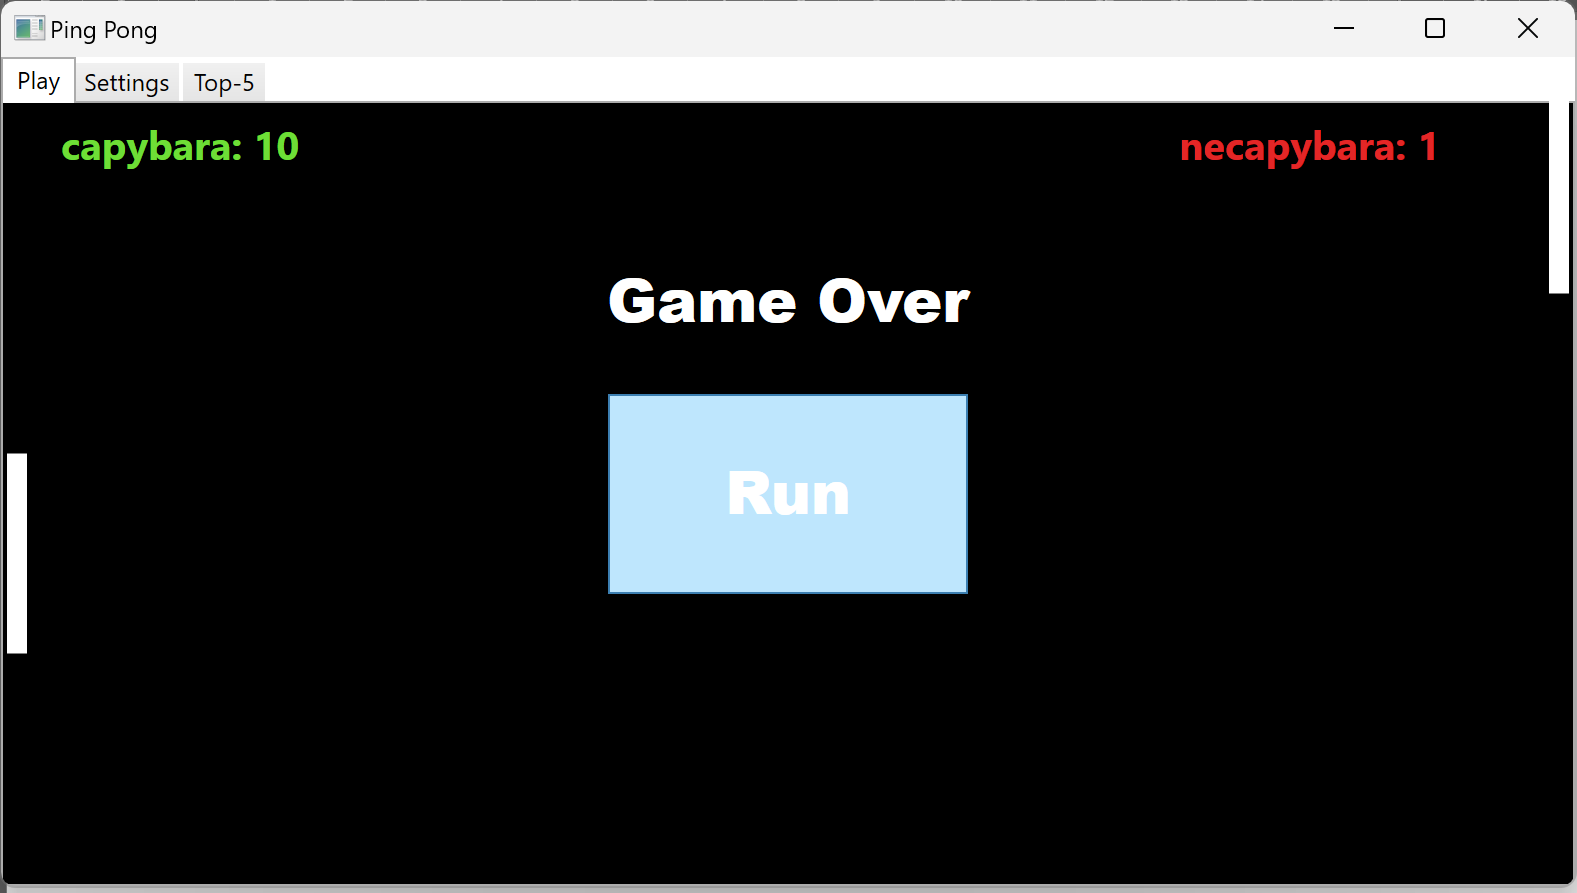 Ping Pong
Play Settings Top-5
capybara: 10 necapybara: 1
Game Over
Run